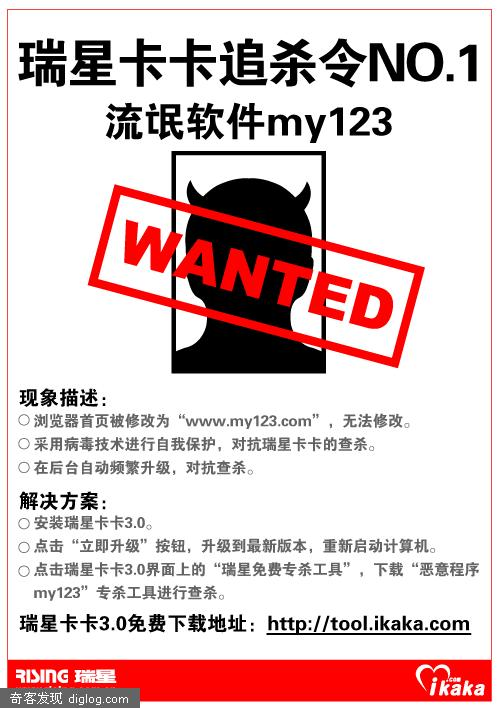 瑞星卡卡追杀令NO.1
流氓软件my123
WANTED
现象描述：
○ 浏览器首页被修改为“www.my123.com”，无法修改。
○ 采用病毒技术进行自我保护，对抗瑞星卡卡的查杀。
○ 在后台自动频繁升级，对抗查杀。
解决方案：
○ 安装瑞星卡卡3.0。
○ 点击“立即升级”按钮，升级到最新版本，重新启动计算机。
○ 点击瑞星卡卡3.0界面上的“瑞星免费专杀工具”，下载“恶意程序
my123”专杀工具进行查杀。
瑞星卡卡3.0免费下载地址：http://tool.ikaka.com
RISING 瑞星
.COM
ikaka
奇客发现 diglog.com